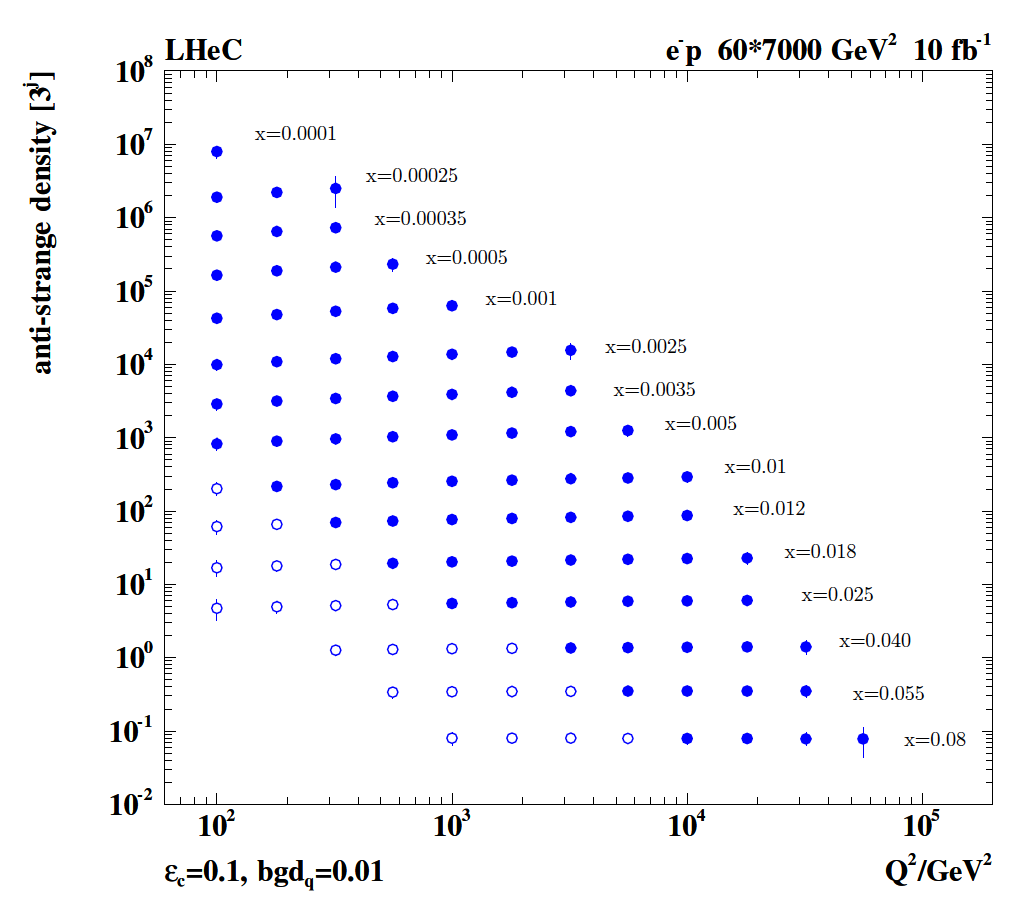 LHeC e⁻p 60*7000 GeV² 10 fb⁻¹
anti-strange density [3ʲ]
10⁸
10⁷
10⁶
10⁵
10⁴
10³
10²
10¹
10⁰
10⁻¹
10⁻²
x=0.0001
x=0.00025
x=0.00035
x=0.0005
x=0.001
x=0.0025
x=0.0035
x=0.005
x=0.01
x=0.012
x=0.018
x=0.025
x=0.040
x=0.055
x=0.08
10² 10³ 10⁴ 10⁵
ε_c=0.1, bgd_q=0.01 Q²/GeV²